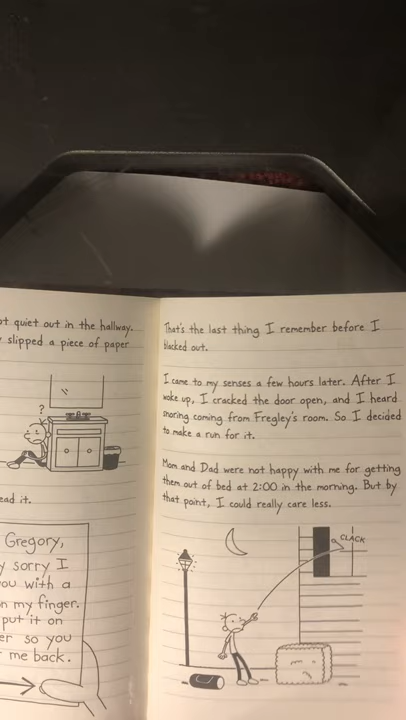 ot quiet out in the hallway.
slipped a piece of paper
?
ead it.
Gregory,
sorry I
ou with a
n my finger.
put it on
er so you
me back.
That's the last thing I remember before I
blacked out.
I came to my senses a few hours later. After I
woke up, I cracked the door open, and I heard
snoring coming from Fregley's room. So I decided
to make a run for it.
Mom and Dad were not happy with me for getting
them out of bed at 2:00 in the morning. But by
that point, I could really care less.
CLACK